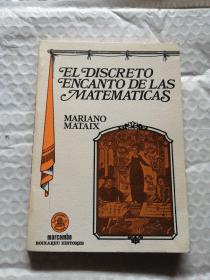 EL DISCRETO
ENCANTO DE LAS
MATEMATICAS
MARIANO
MATAIX
marcombo
BOIXAREU EDITORES